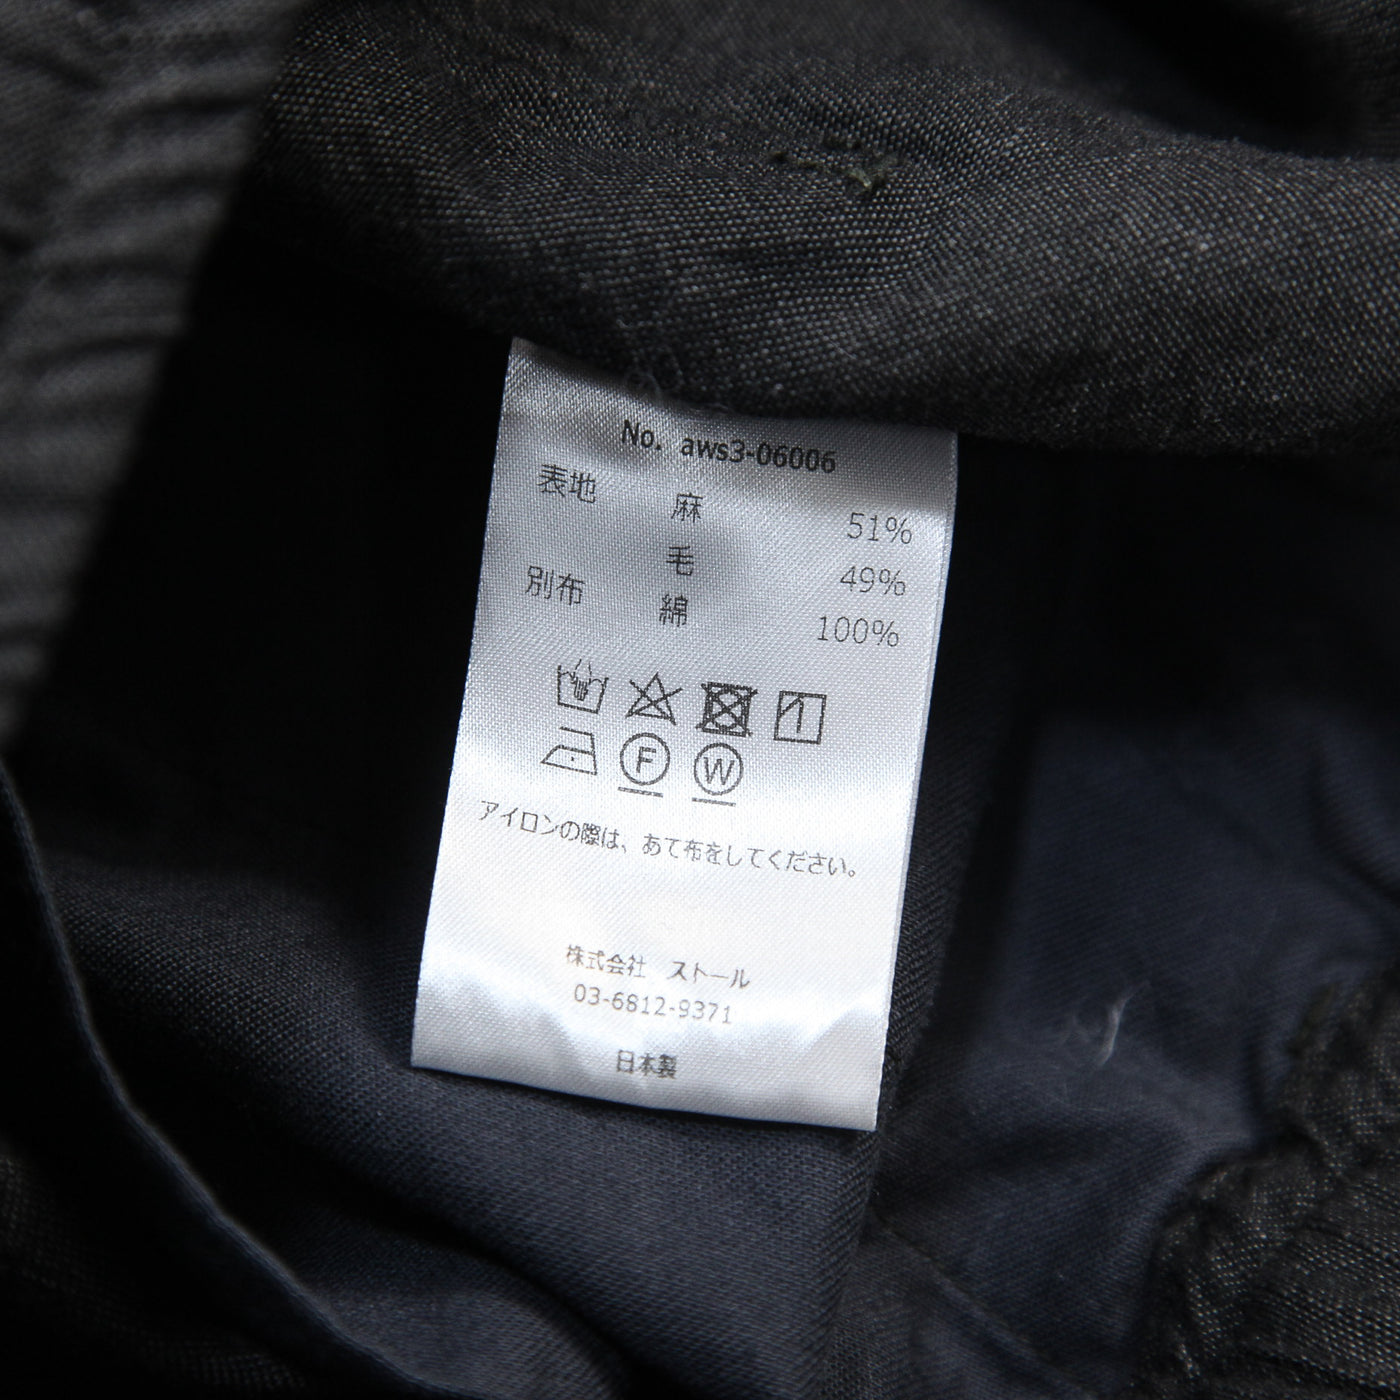 No. aws3-06006
表地 麻 51%
毛 49%
別布 綿 100%
F W
アイロンの際は、あて布をしてください。
株式会社 ストール
03-6812-9371
日本製